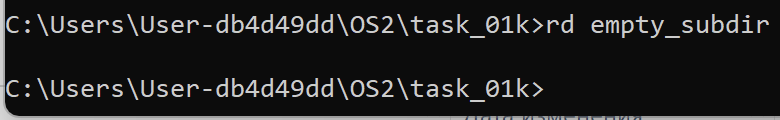 C:\Users\User-db4d49dd\OS2\task_01k>rd empty_subdir
C:\Users\User-db4d49dd\OS2\task_01k>